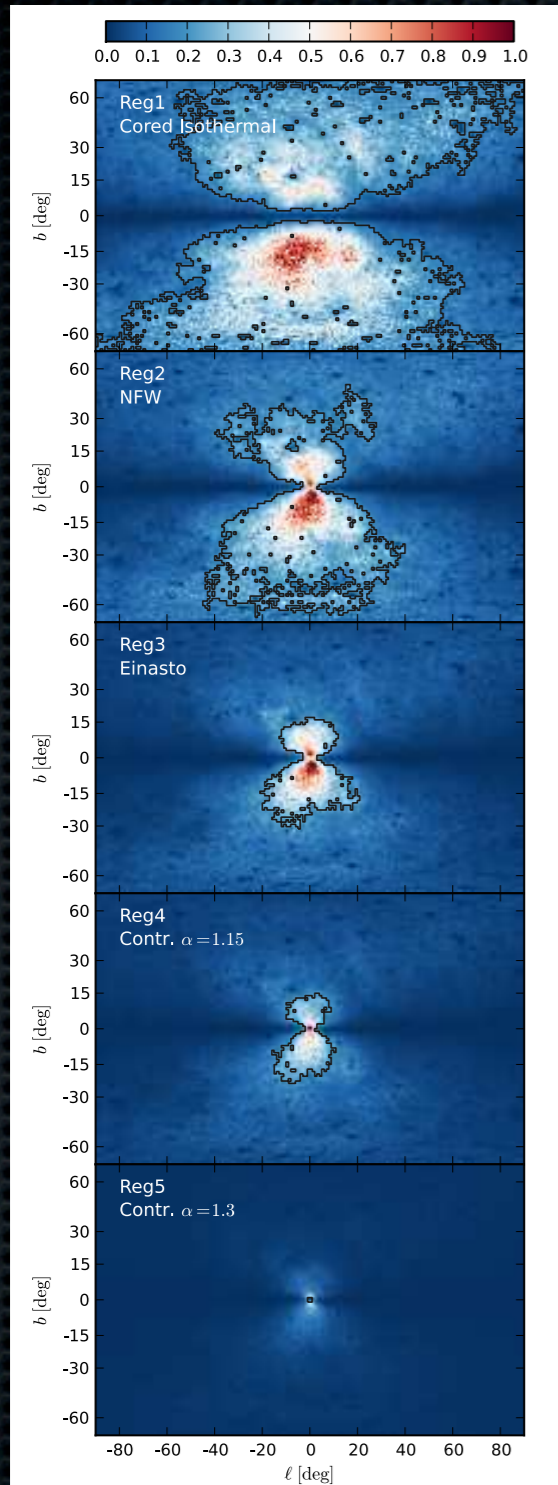 0.0 0.1 0.2 0.3 0.4 0.5 0.6 0.7 0.8 0.9 1.0
Reg1
Cored Isothermal
60
30
15
0
-15
-30
-60
b [deg]
Reg2
NFW
60
30
15
0
-15
-30
-60
b [deg]
Reg3
Einasto
60
30
15
0
-15
-30
-60
b [deg]
Reg4
Contr. α=1.15
60
30
15
0
-15
-30
-60
b [deg]
Reg5
Contr. α=1.3
60
30
15
0
-15
-30
-60
b [deg]
-80 -60 -40 -20 0 20 40 60 80
ℓ [deg]